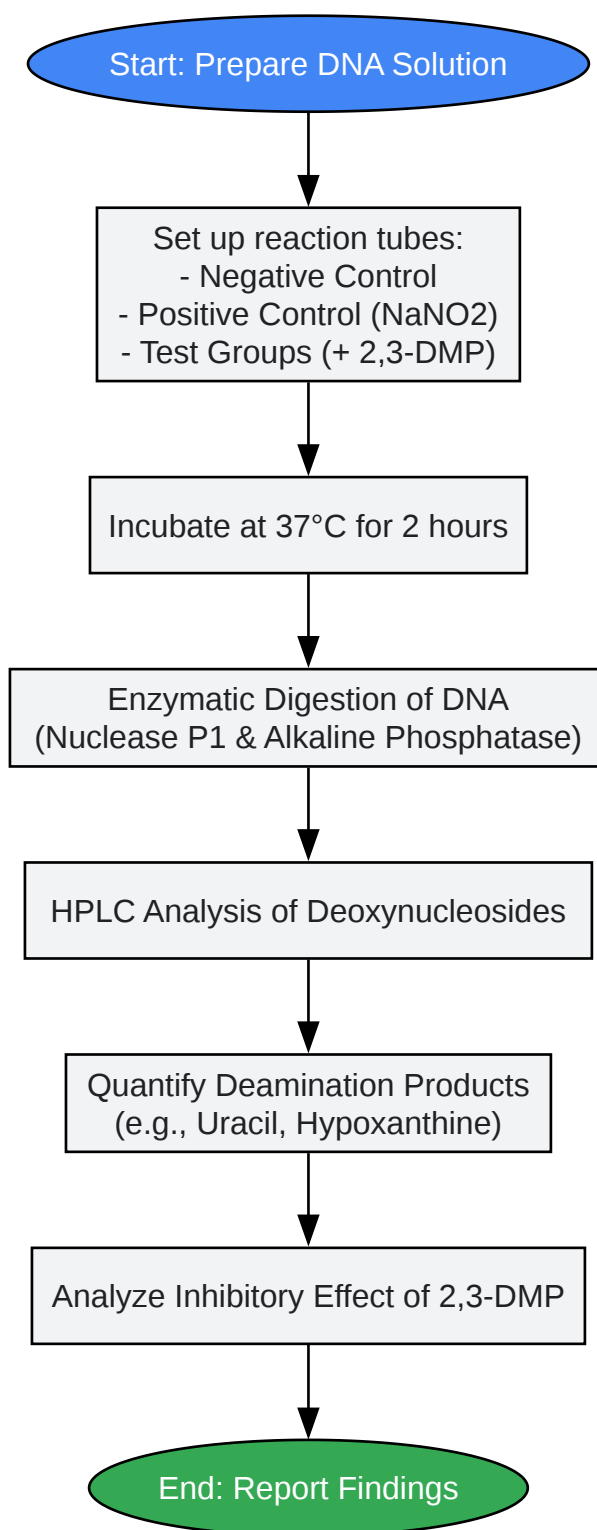 Start: Prepare DNA Solution
Set up reaction tubes:
- Negative Control
- Positive Control (NaNO2)
- Test Groups (+ 2,3-DMP)
Incubate at 37°C for 2 hours
Enzymatic Digestion of DNA
(Nuclease P1 & Alkaline Phosphatase)
HPLC Analysis of Deoxynucleosides
Quantify Deamination Products
(e.g., Uracil, Hypoxanthine)
Analyze Inhibitory Effect of 2,3-DMP
End: Report Findings